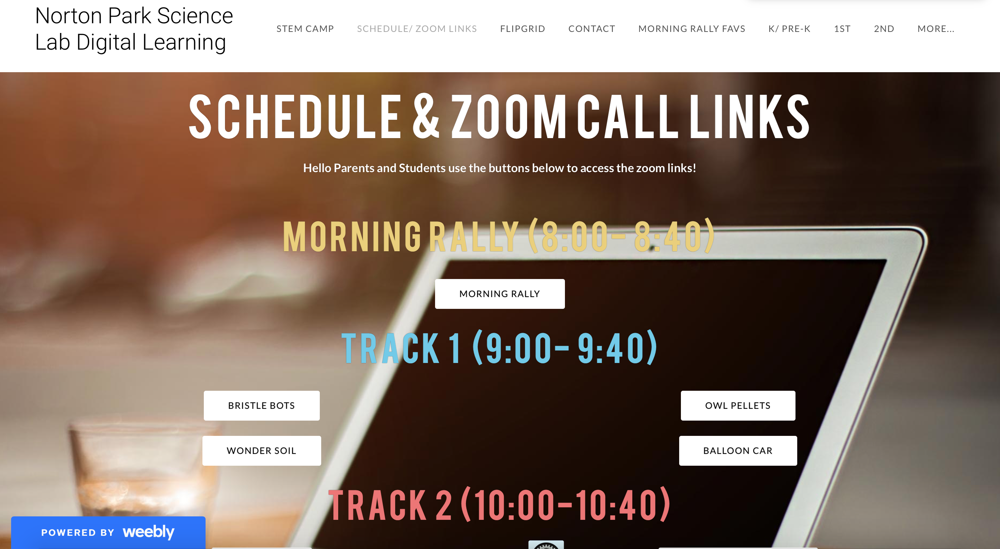 Norton Park Science
Lab Digital Learning
STEM CAMP SCHEDULE/ ZOOM LINKS FLIPGRID CONTACT MORNING RALLY FAVS K/ PRE-K 1ST 2ND MORE...
SCHEDULE & ZOOM CALL LINKS
Hello Parents and Students use the buttons below to access the zoom links!
MORNING RALLY (8:00- 8:40)
MORNING RALLY
TRACK 1 (9:00- 9:40)
BRISTLE BOTS OWL PELLETS
WONDER SOIL BALLOON CAR
TRACK 2 (10:00-10:40)
POWERED BY weebly